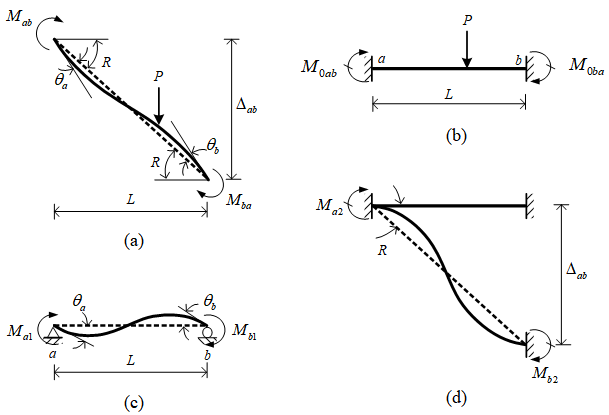 M_ab
θ_a
R
P
Δ_ab
R
θ_b
M_ba
L
(a)
P
M_0ab
a
b
M_0ba
L
(b)
θ_a
θ_b
M_a1
M_b1
a
b
L
(c)
M_a2
R
Δ_ab
M_b2
(d)